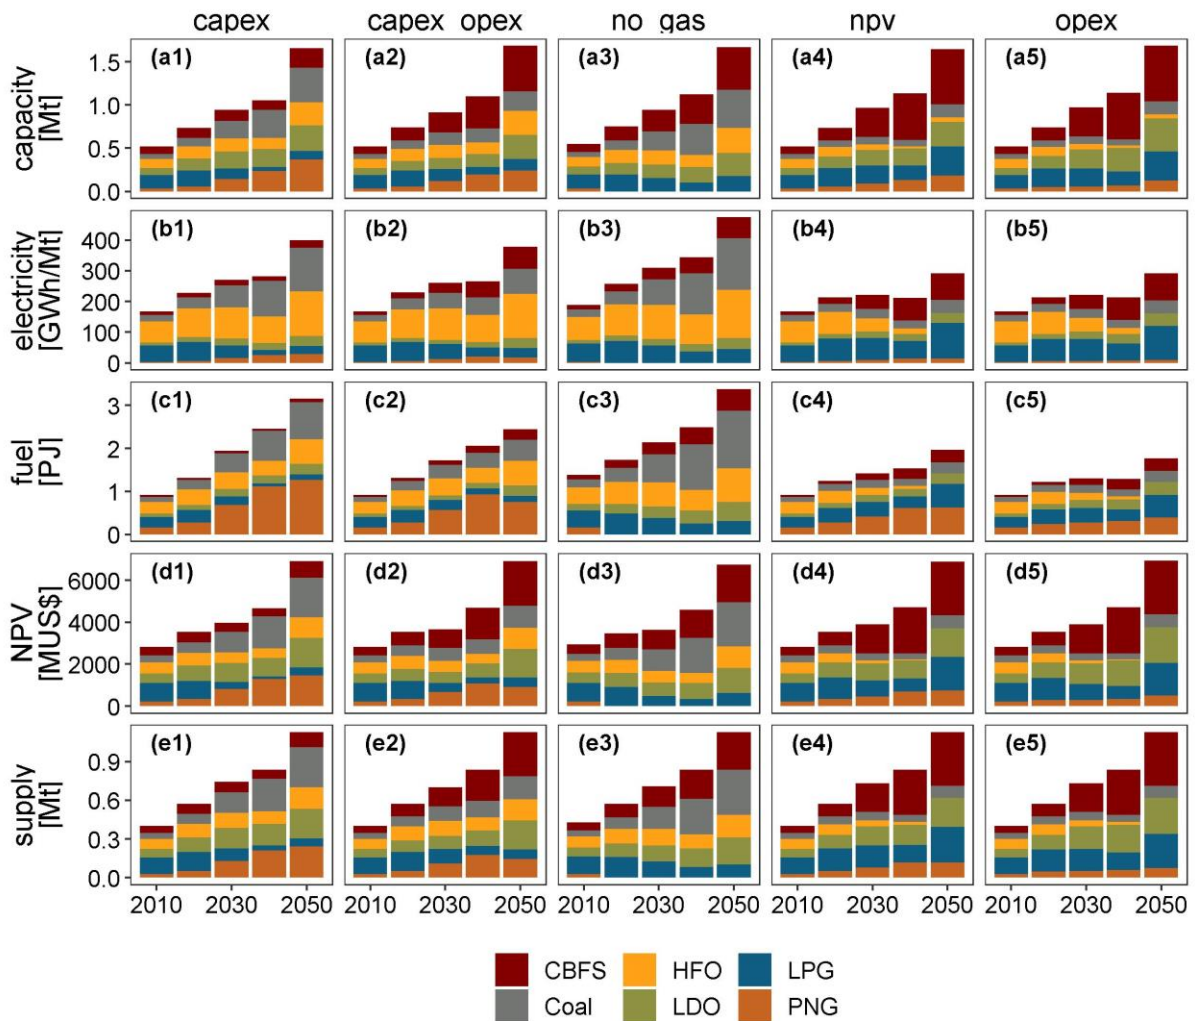 capex capex opex no gas npv opex
capacity
[Mt]
1.5
1.0
0.5
0.0
(a1) (a2) (a3) (a4) (a5)
electricity
[GWh/Mt]
400
300
200
100
0
(b1) (b2) (b3) (b4) (b5)
fuel
[PJ]
3
2
1
0
(c1) (c2) (c3) (c4) (c5)
NPV
[MUS$]
6000
4000
2000
0
(d1) (d2) (d3) (d4) (d5)
supply
[Mt]
0.9
0.6
0.3
0.0
(e1) (e2) (e3) (e4) (e5)
2010 2030 2050 2010 2030 2050 2010 2030 2050 2010 2030 2050 2010 2030 2050
CBFS HFO LPG
Coal LDO PNG